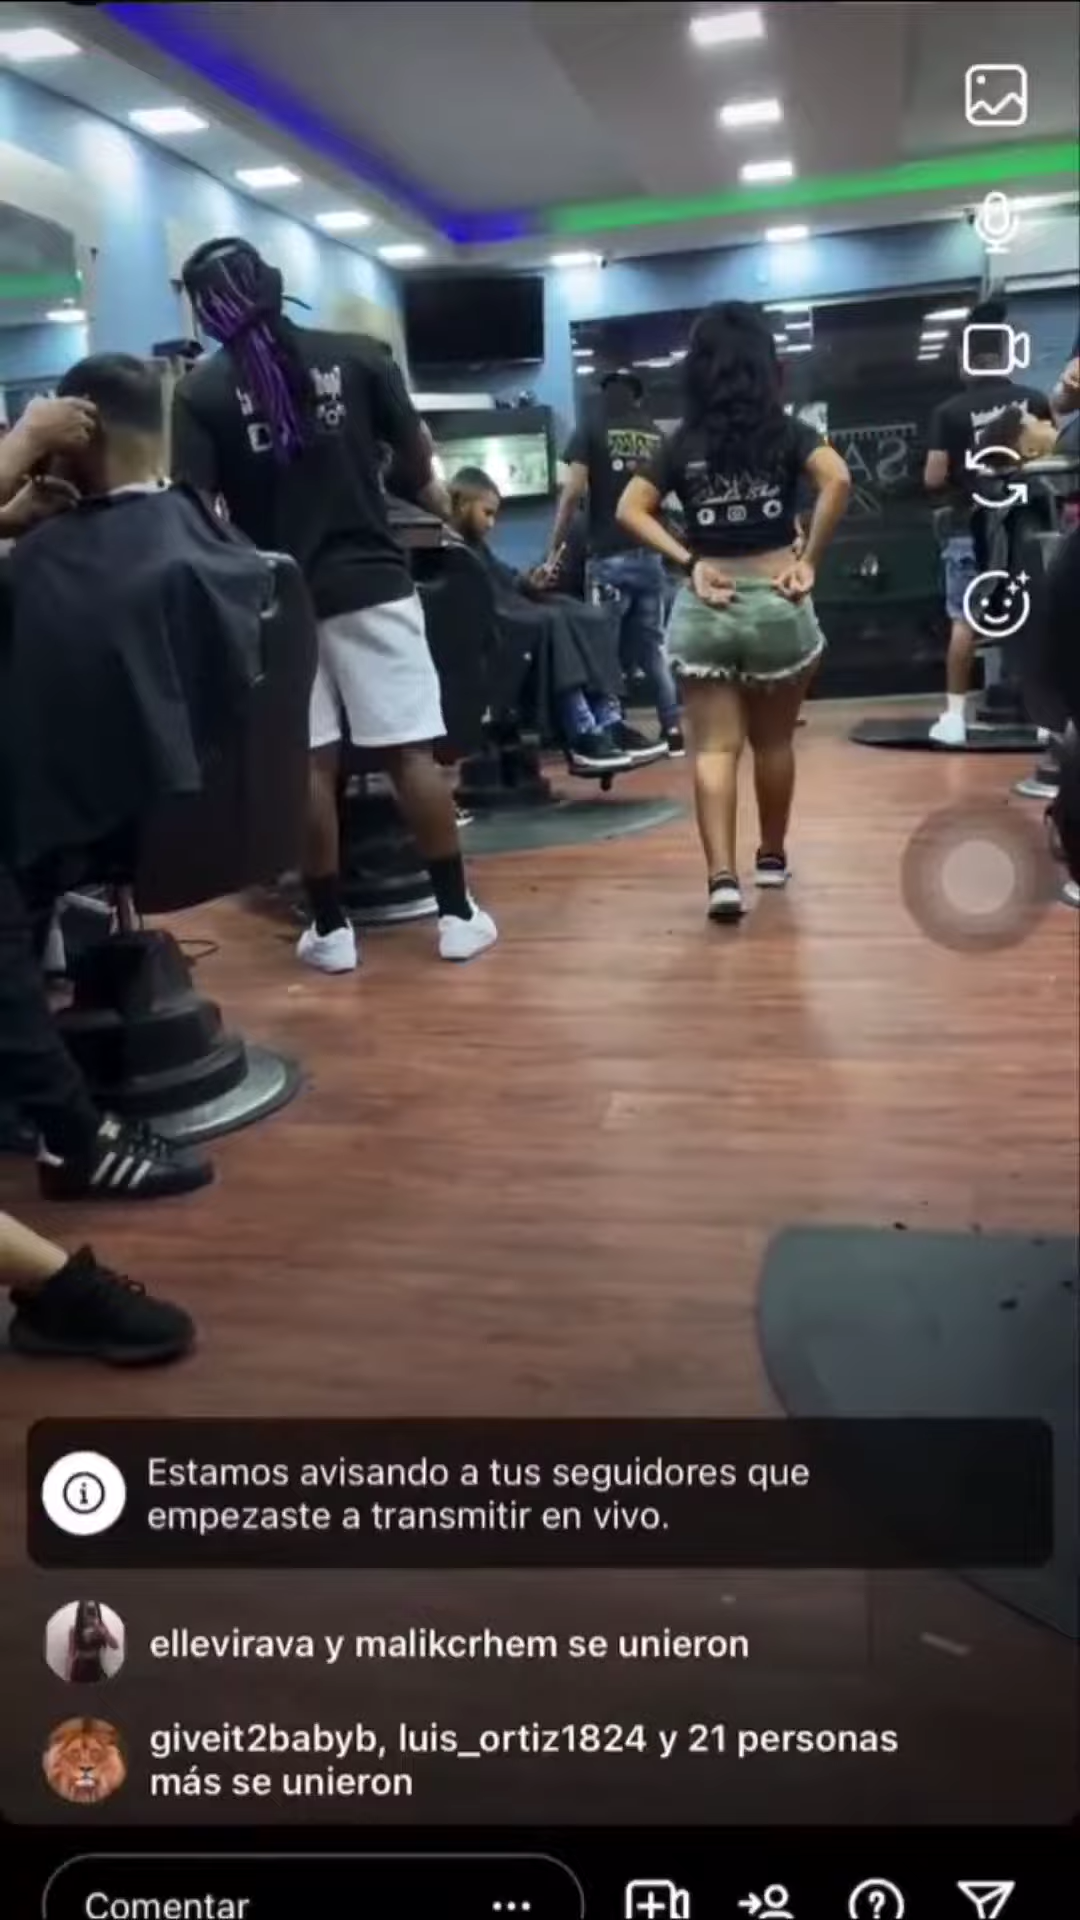 Estamos avisando a tus seguidores que
empezaste a transmitir en vivo.
ellevirava y malikcrhem se unieron
giveit2babyb, luis_ortiz1824 y 21 personas
más se unieron
Comentar